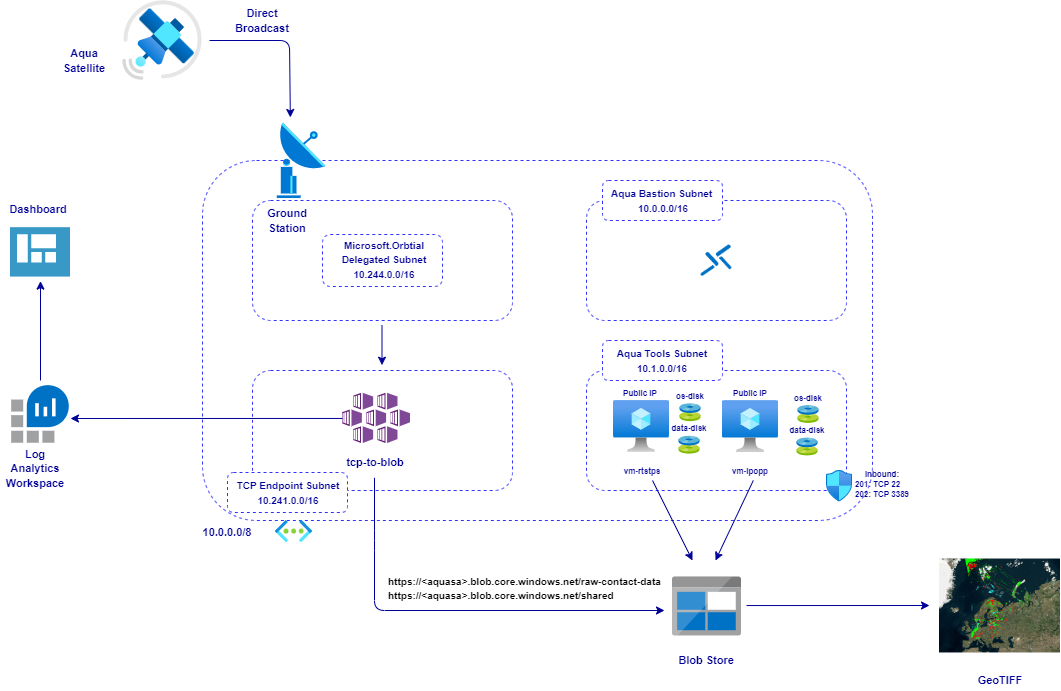 Direct
Broadcast
Aqua
Satellite
Dashboard
Ground
Station
Microsoft.Orbtial
Delegated Subnet
10.244.0.0/16
Aqua Bastion Subnet
10.0.0.0/16
Aqua Tools Subnet
10.1.0.0/16
Public IP
os-disk
data-disk
vm-rtstps
Public IP
os-disk
data-disk
vm-ipopp
Inbound:
201: TCP 22
202: TCP 3389
tcp-to-blob
Log
Analytics
Workspace
TCP Endpoint Subnet
10.241.0.0/16
10.0.0.0/8
https://<aquasa>.blob.core.windows.net/raw-contact-data
https://<aquasa>.blob.core.windows.net/shared
Blob Store
GeoTIFF